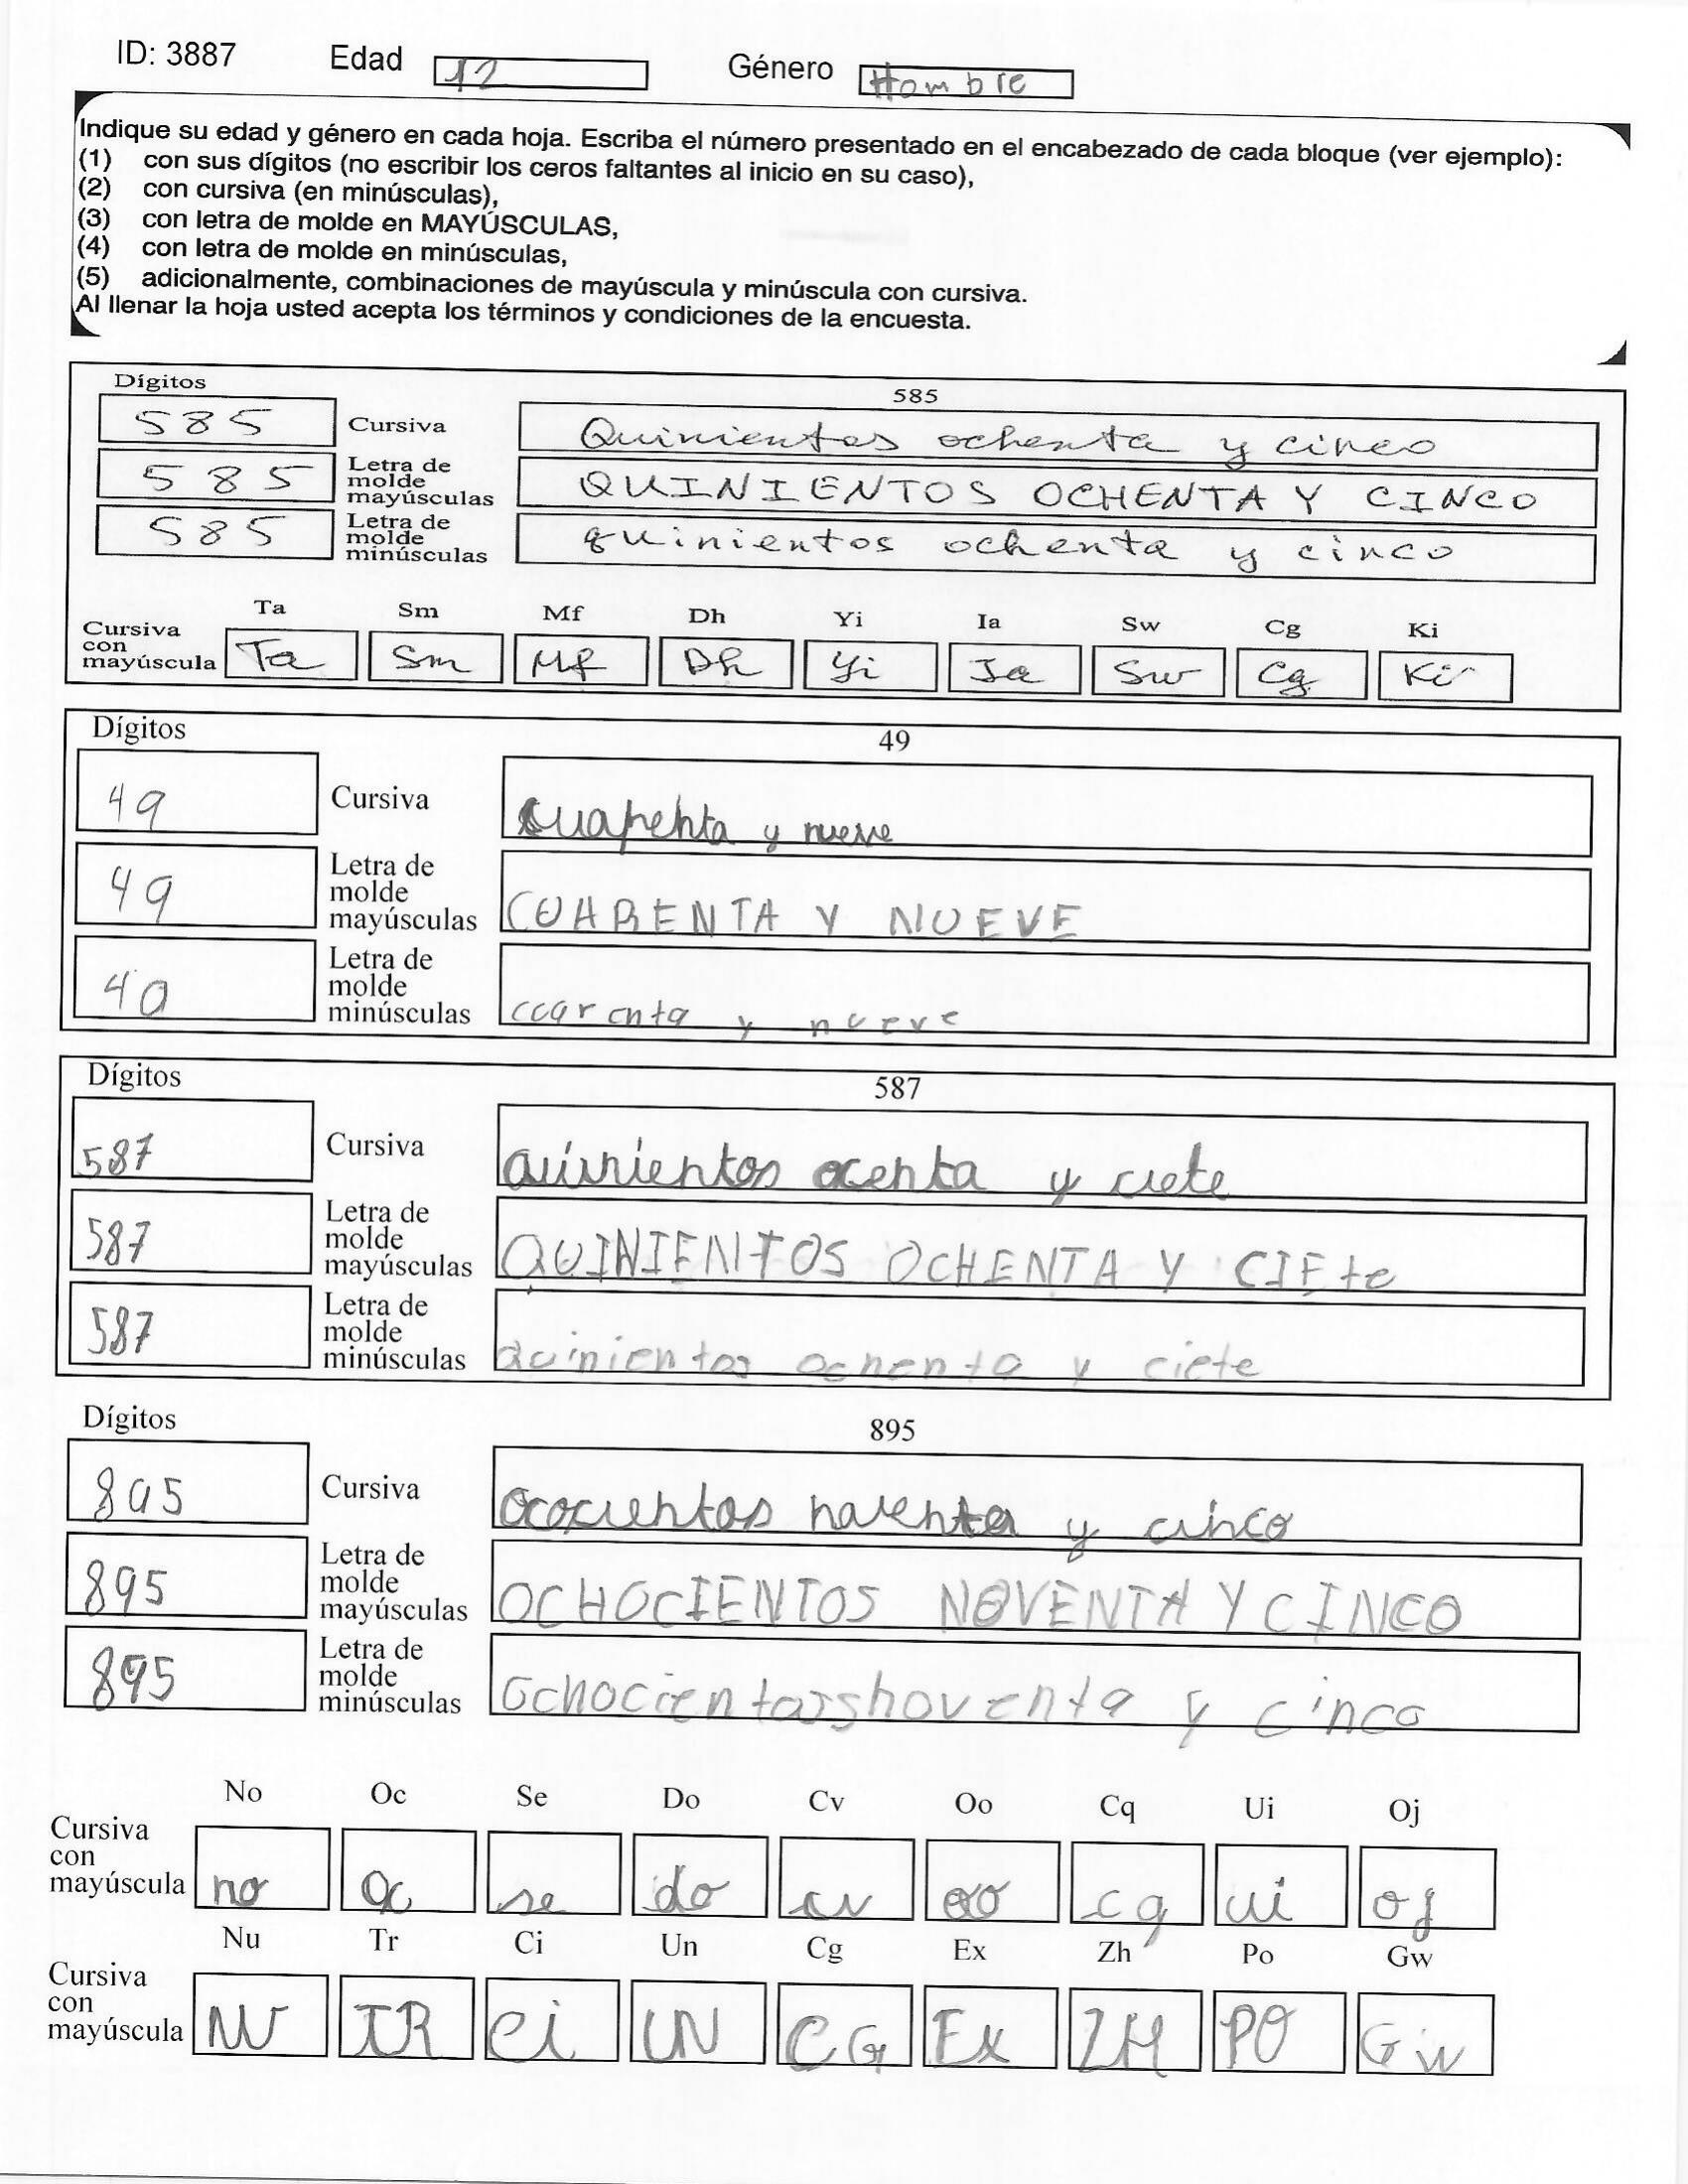 ID: 3887 Edad 12 Género Hombre
Indique su edad y género en cada hoja. Escriba el número presentado en el encabezado de cada bloque (ver ejemplo):
(1) con sus dígitos (no escribir los ceros faltantes al inicio en su caso),
(2) con cursiva (en minúsculas),
(3) con letra de molde en MAYÚSCULAS,
(4) con letra de molde en minúsculas,
(5) adicionalmente, combinaciones de mayúscula y minúscula con cursiva.
Al llenar la hoja usted acepta los términos y condiciones de la encuesta.
Dígitos 585
585 Cursiva Quinientos ochenta y cinco
585 Letra de molde mayúsculas QUINIENTOS OCHENTA Y CINCO
585 Letra de molde minúsculas quinientos ochenta y cinco
Ta Sm Mf Dh Yi Ia Sw Cg Ki
Cursiva con mayúscula Ta Sm Mf Dh Yi Ia Sw Cg Ki
Dígitos 49
49 Cursiva cuarenta y nueve
49 Letra de molde mayúsculas CUARENTA Y NUEVE
49 Letra de molde minúsculas ccarenta y nueve
Dígitos 587
587 Cursiva quinientos ocenta y ciete
587 Letra de molde mayúsculas QUINIENTOS OCHENTA Y CIEte
587 Letra de molde minúsculas quinientos ochenta y ciete
Dígitos 895
895 Cursiva ococientos noventa y cinco
895 Letra de molde mayúsculas OCHOCIENTOS NOVENTA Y CINCO
895 Letra de molde minúsculas ochocientos noventa y cinco
No Oc Se Do Cv Oo Cq Ui Oj
Cursiva con mayúscula no Oc se do cv oo cq ui oj
Nu Tr Ci Un Cg Ex Zh Po Gw
Cursiva con mayúscula NU TR Ci UN CG Ex ZH PO Gw